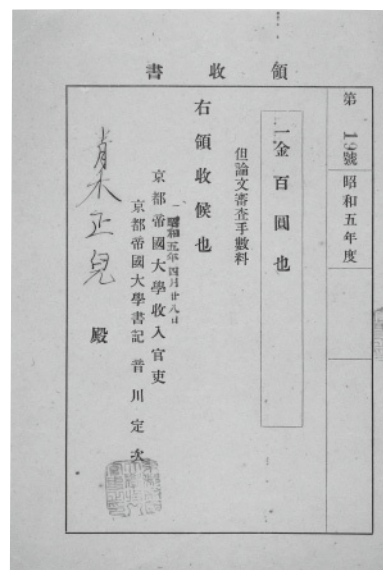 領收書
第19號 昭和五年度
一金百圓也
但論文審査手數料
右領收候也
昭和五年四月廿八日
京都帝國大學收入官吏
京都帝國大學書記 普川定次
青木正兒 殿